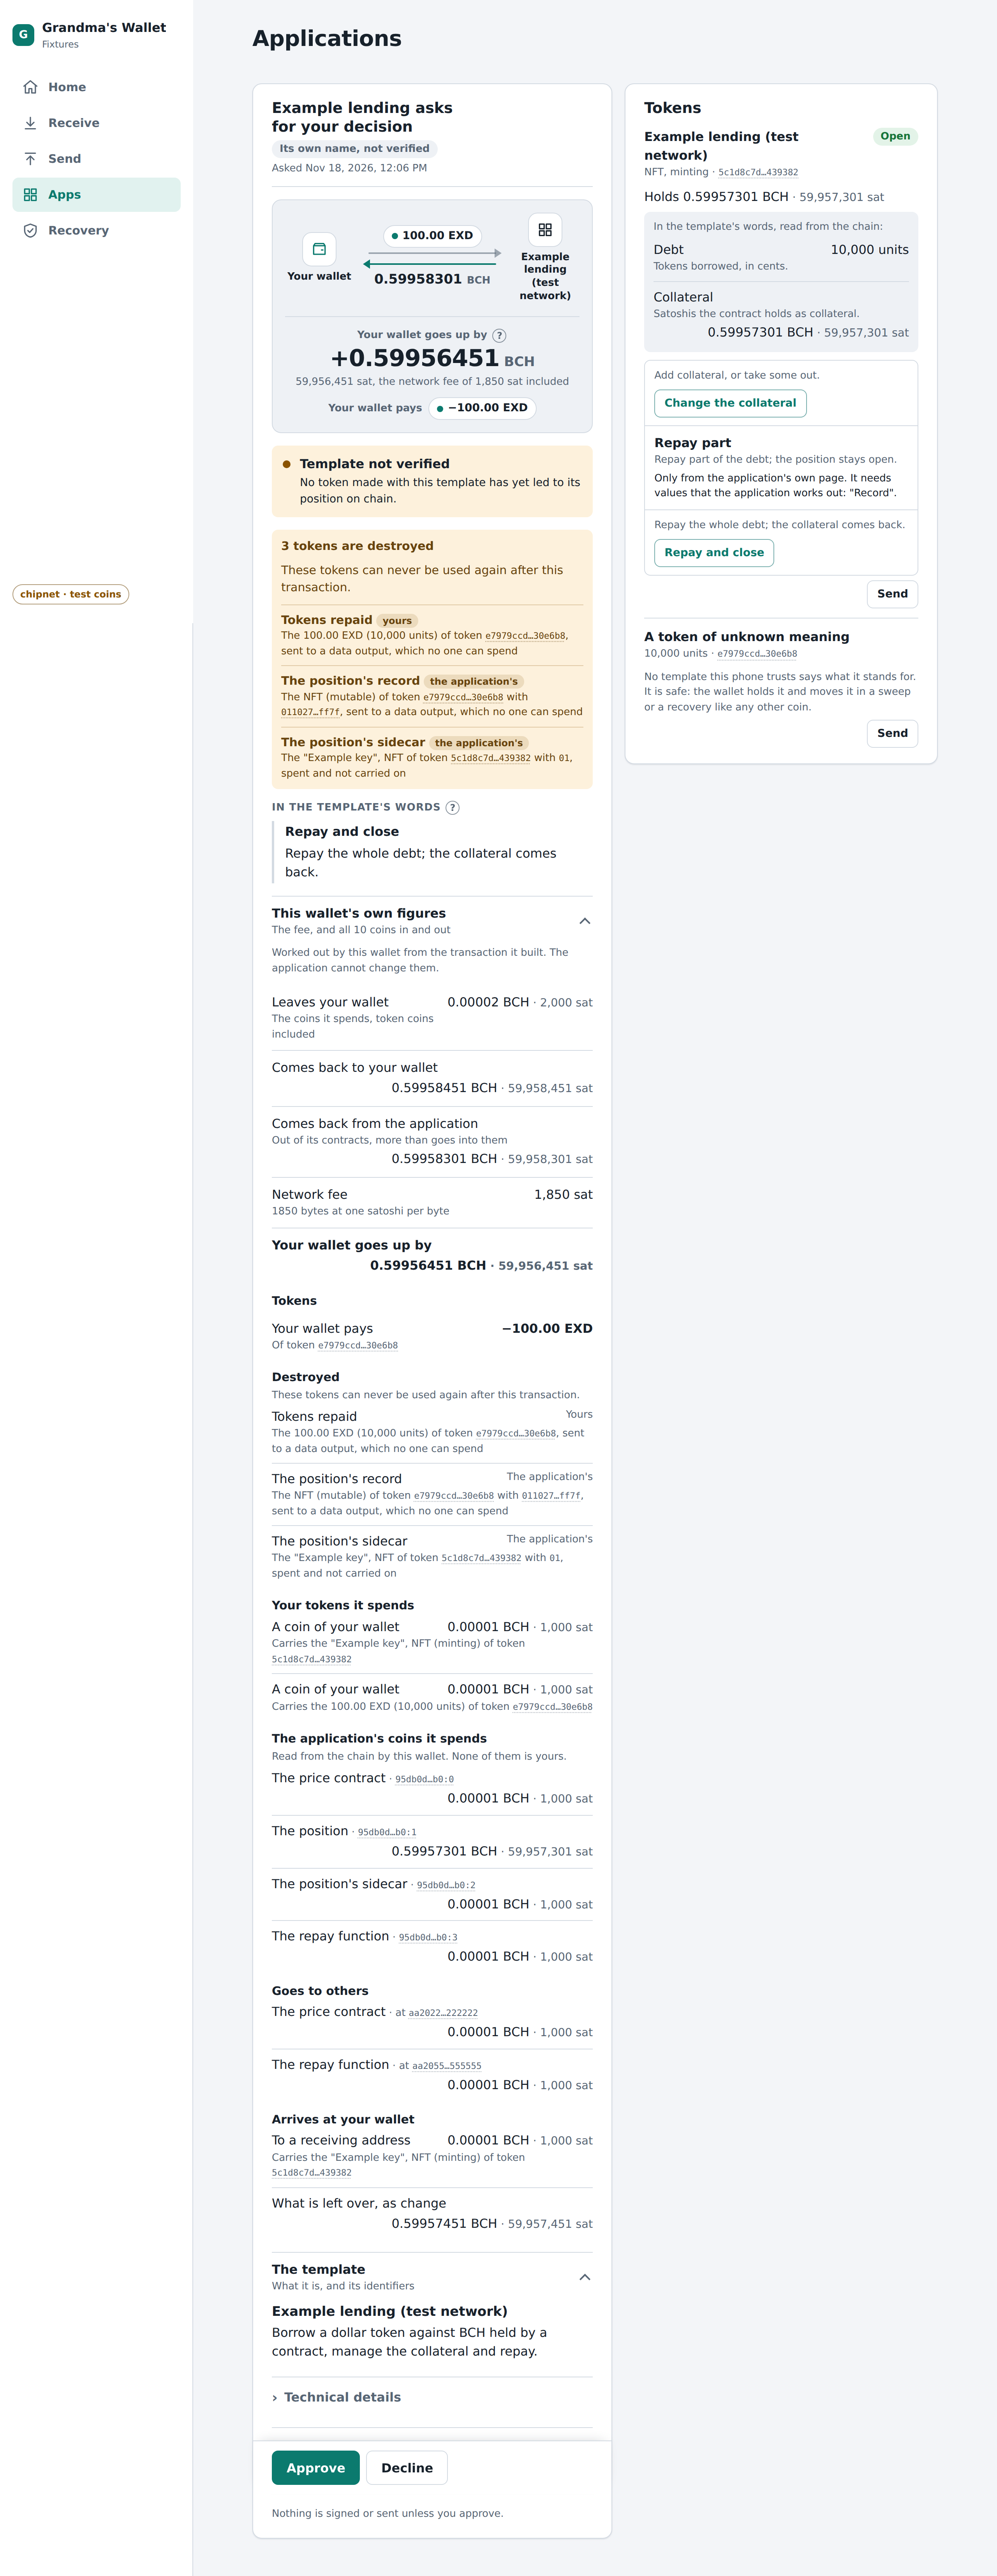 G
Grandma's Wallet
Fixtures
Home
Receive
Send
Apps
Recovery
chipnet · test coins
Applications
Example lending asks
for your decision
Its own name, not verified
Asked Nov 18, 2026, 12:06 PM
Your wallet
100.00 EXD
0.59958301 BCH
Example
lending
(test
network)
Your wallet goes up by ?
+0.59956451 BCH
59,956,451 sat, the network fee of 1,850 sat included
Your wallet pays −100.00 EXD
Template not verified
No token made with this template has yet led to its
position on chain.
3 tokens are destroyed
These tokens can never be used again after this
transaction.
Tokens repaid yours
The 100.00 EXD (10,000 units) of token e7979ccd…30e6b8,
sent to a data output, which no one can spend
The position's record the application's
The NFT (mutable) of token e7979ccd…30e6b8 with
011027…ff7f, sent to a data output, which no one can spend
The position's sidecar the application's
The "Example key", NFT of token 5c1d8c7d…439382 with 01,
spent and not carried on
IN THE TEMPLATE'S WORDS ?
Repay and close
Repay the whole debt; the collateral comes
back.
This wallet's own figures
The fee, and all 10 coins in and out
Worked out by this wallet from the transaction it built. The
application cannot change them.
Leaves your wallet 0.00002 BCH · 2,000 sat
The coins it spends, token coins
included
Comes back to your wallet
0.59958451 BCH · 59,958,451 sat
Comes back from the application
Out of its contracts, more than goes into them
0.59958301 BCH · 59,958,301 sat
Network fee 1,850 sat
1850 bytes at one satoshi per byte
Your wallet goes up by
0.59956451 BCH · 59,956,451 sat
Tokens
Your wallet pays −100.00 EXD
Of token e7979ccd…30e6b8
Destroyed
These tokens can never be used again after this transaction.
Tokens repaid Yours
The 100.00 EXD (10,000 units) of token e7979ccd…30e6b8, sent
to a data output, which no one can spend
The position's record The application's
The NFT (mutable) of token e7979ccd…30e6b8 with 011027…ff7f,
sent to a data output, which no one can spend
The position's sidecar The application's
The "Example key", NFT of token 5c1d8c7d…439382 with 01,
spent and not carried on
Your tokens it spends
A coin of your wallet 0.00001 BCH · 1,000 sat
Carries the "Example key", NFT (minting) of token
5c1d8c7d…439382
A coin of your wallet 0.00001 BCH · 1,000 sat
Carries the 100.00 EXD (10,000 units) of token e7979ccd…30e6b8
The application's coins it spends
Read from the chain by this wallet. None of them is yours.
The price contract · 95db0d…b0:0
0.00001 BCH · 1,000 sat
The position · 95db0d…b0:1
0.59957301 BCH · 59,957,301 sat
The position's sidecar · 95db0d…b0:2
0.00001 BCH · 1,000 sat
The repay function · 95db0d…b0:3
0.00001 BCH · 1,000 sat
Goes to others
The price contract · at aa2022…222222
0.00001 BCH · 1,000 sat
The repay function · at aa2055…555555
0.00001 BCH · 1,000 sat
Arrives at your wallet
To a receiving address 0.00001 BCH · 1,000 sat
Carries the "Example key", NFT (minting) of token
5c1d8c7d…439382
What is left over, as change
0.59957451 BCH · 59,957,451 sat
The template
What it is, and its identifiers
Example lending (test network)
Borrow a dollar token against BCH held by a
contract, manage the collateral and repay.
› Technical details
Approve Decline
Nothing is signed or sent unless you approve.
Tokens
Example lending (test
network)
Open
NFT, minting · 5c1d8c7d…439382
Holds 0.59957301 BCH · 59,957,301 sat
In the template's words, read from the chain:
Debt 10,000 units
Tokens borrowed, in cents.
Collateral
Satoshis the contract holds as collateral.
0.59957301 BCH · 59,957,301 sat
Add collateral, or take some out.
Change the collateral
Repay part
Repay part of the debt; the position stays open.
Only from the application's own page. It needs
values that the application works out: "Record".
Repay the whole debt; the collateral comes back.
Repay and close
Send
A token of unknown meaning
10,000 units · e7979ccd…30e6b8
No template this phone trusts says what it stands for.
It is safe: the wallet holds it and moves it in a sweep
or a recovery like any other coin.
Send